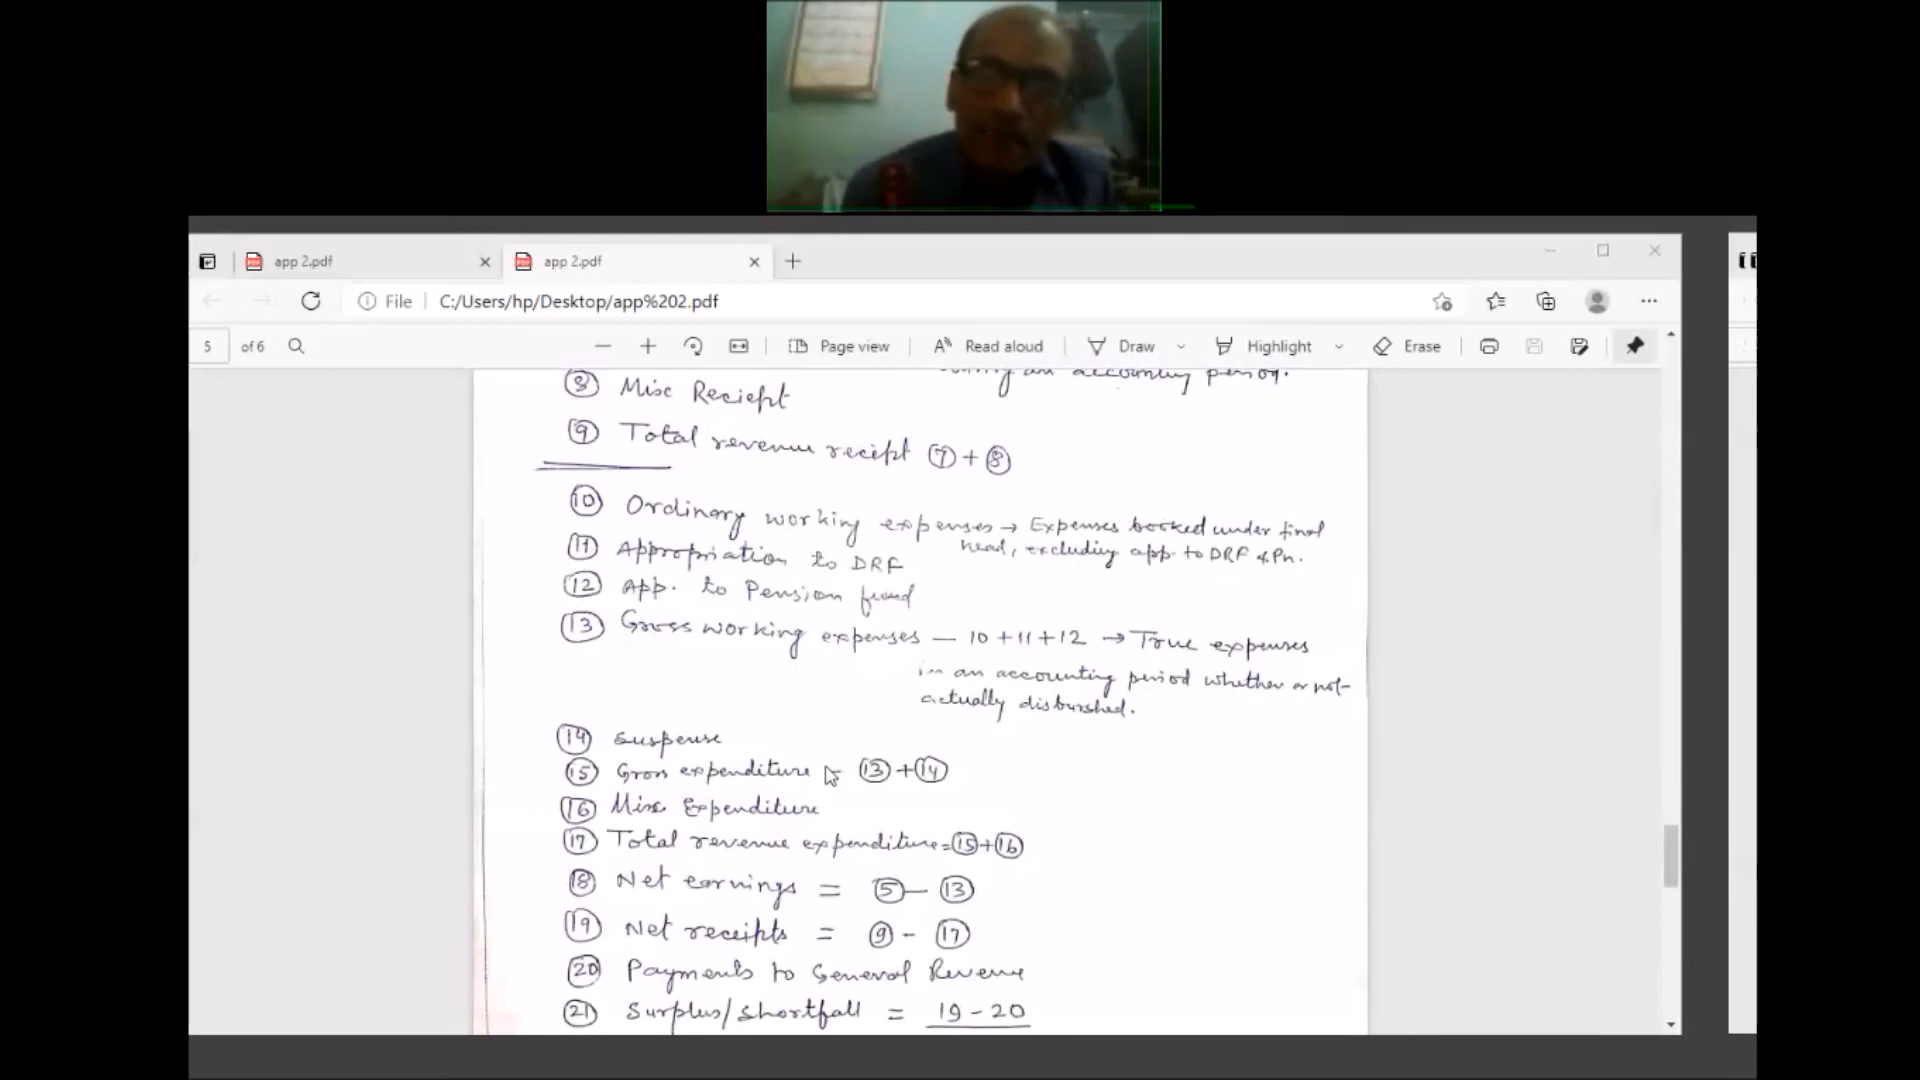 app 2.pdf
app 2.pdf
File C:/Users/hp/Desktop/app%202.pdf
5 of 6 Page view Read aloud Draw Highlight Erase
an accounting period.
⑧ Misc Reciept
⑨ Total revenue receipt ⑦ + ⑧
⑩ Ordinary working expenses → Expenses booked under final
head, excluding app. to DRF & Pn.
⑪ Appropriation to DRF
⑫ App. to Pension fund
⑬ Gross working expenses — 10 + 11 + 12 → True expenses
in an accounting period whether or not
actually disburshed.
⑭ Suspense
⑮ Gross expenditure ⑬ + ⑭
⑯ Misc Expenditure
⑰ Total revenue expenditure = ⑮ + ⑯
⑱ Net earnings = ⑤ — ⑬
⑲ Net receipts = ⑨ - ⑰
⑳ Payments to General Revenue
㉑ Surplus/shortfall = 19 - 20